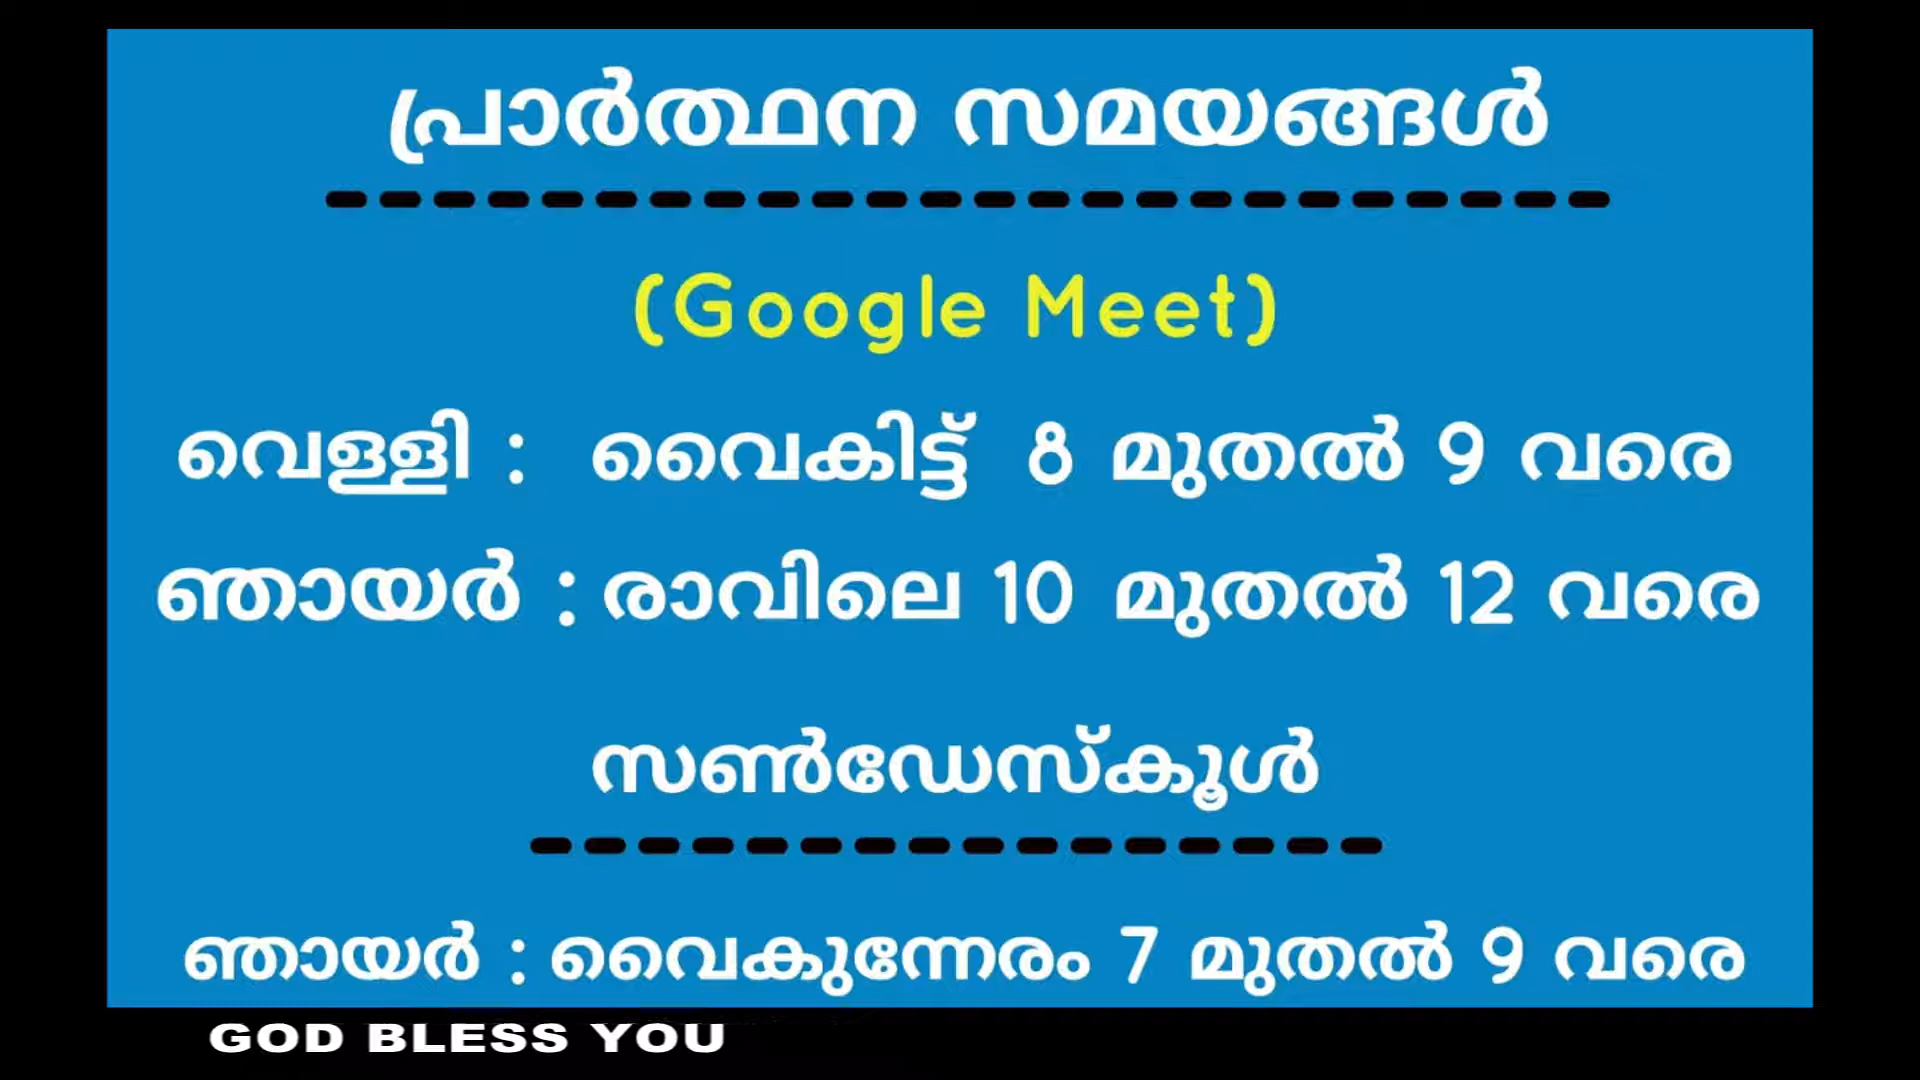 പ്രാർത്ഥന സമയങ്ങൾ
(Google Meet)
വെള്ളി : വൈകിട്ട് 8 മുതൽ 9 വരെ
ഞായർ : രാവിലെ 10 മുതൽ 12 വരെ
സൺഡേസ്കൂൾ
ഞായർ : വൈകുന്നേരം 7 മുതൽ 9 വരെ
GOD BLESS YOU